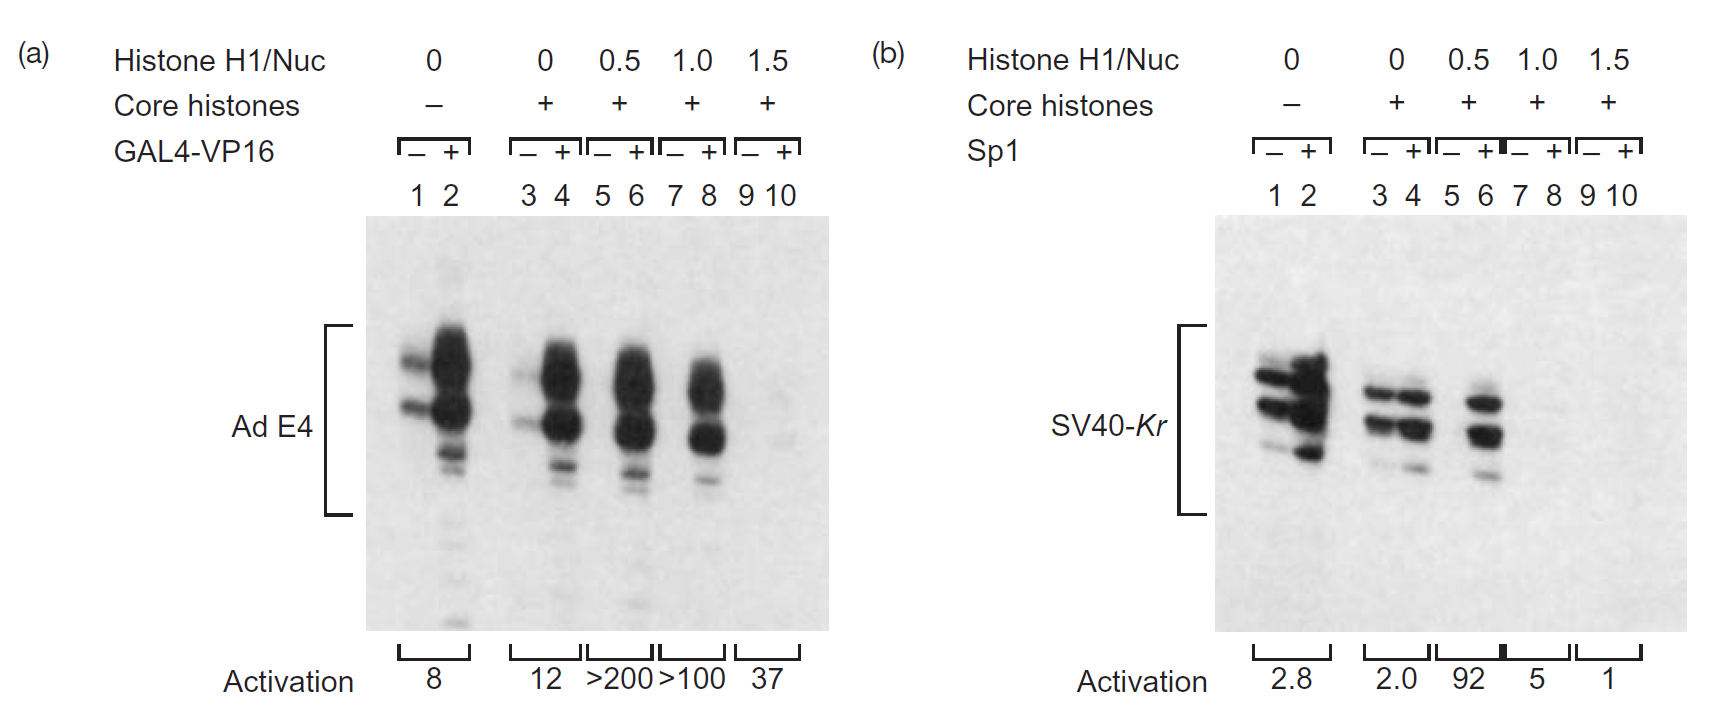 (a)
Histone H1/Nuc 0 0 0.5 1.0 1.5
Core histones – + + + +
GAL4-VP16 – + – + – + – + – +
1 2 3 4 5 6 7 8 9 10
Ad E4
Activation 8 12 >200 >100 37
(b)
Histone H1/Nuc 0 0 0.5 1.0 1.5
Core histones – + + + +
Sp1 – + – + – + – + – +
1 2 3 4 5 6 7 8 9 10
SV40-Kr
Activation 2.8 2.0 92 5 1